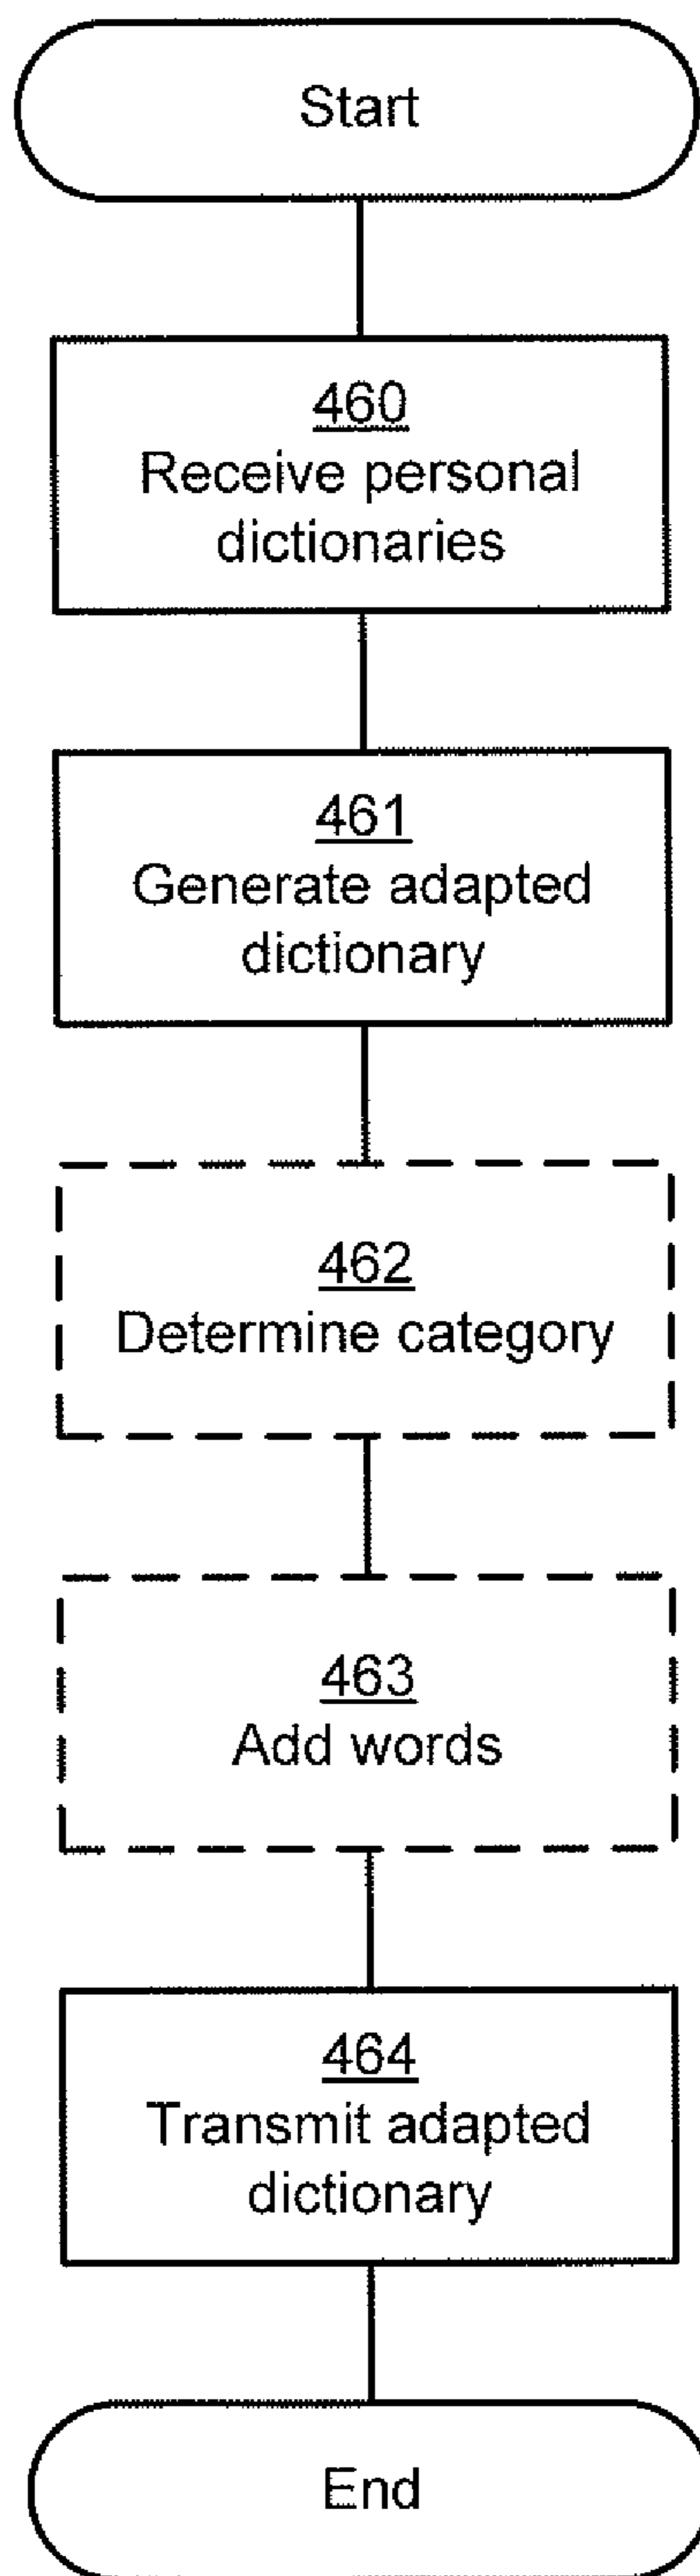 Start
460
Receive personal
dictionaries
461
Generate adapted
dictionary
462
Determine category
463
Add words
464
Transmit adapted
dictionary
End